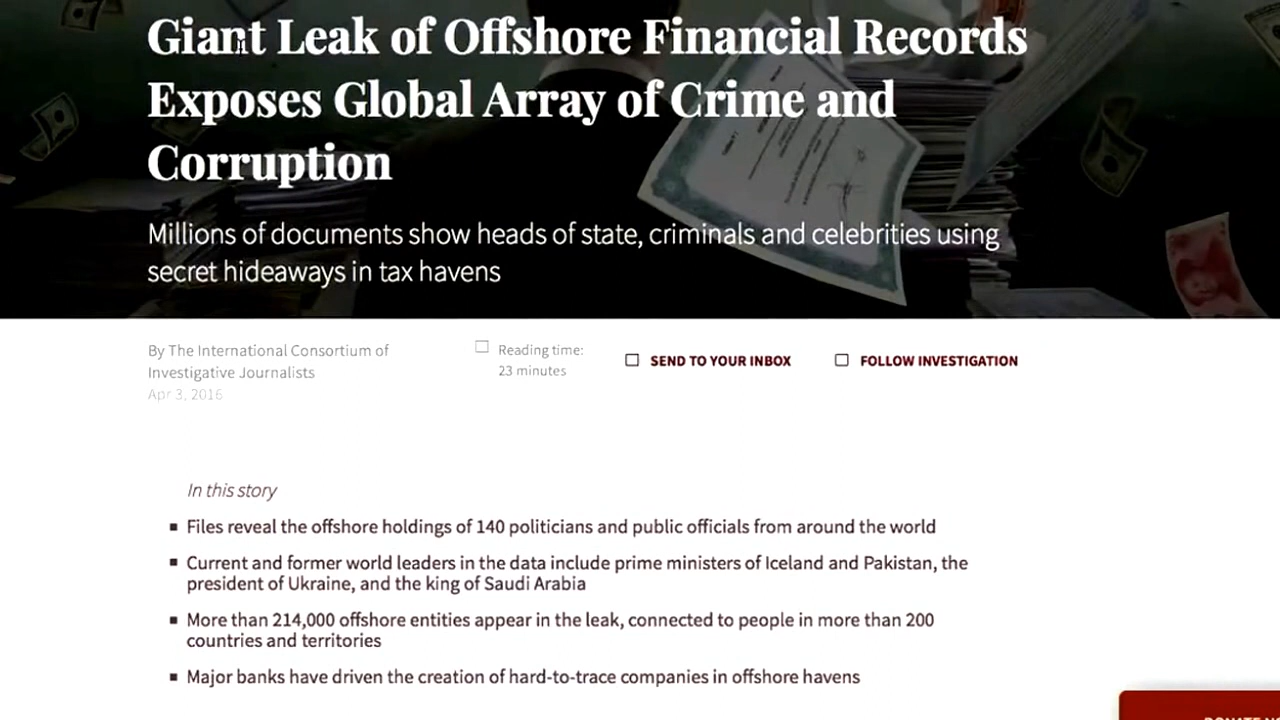 Giant Leak of Offshore Financial Records
Exposes Global Array of Crime and
Corruption
Millions of documents show heads of state, criminals and celebrities using
secret hideaways in tax havens
By The International Consortium of
Investigative Journalists
Apr 3, 2016
Reading time:
23 minutes
SEND TO YOUR INBOX
FOLLOW INVESTIGATION
In this story
Files reveal the offshore holdings of 140 politicians and public officials from around the world
Current and former world leaders in the data include prime ministers of Iceland and Pakistan, the
president of Ukraine, and the king of Saudi Arabia
More than 214,000 offshore entities appear in the leak, connected to people in more than 200
countries and territories
Major banks have driven the creation of hard-to-trace companies in offshore havens